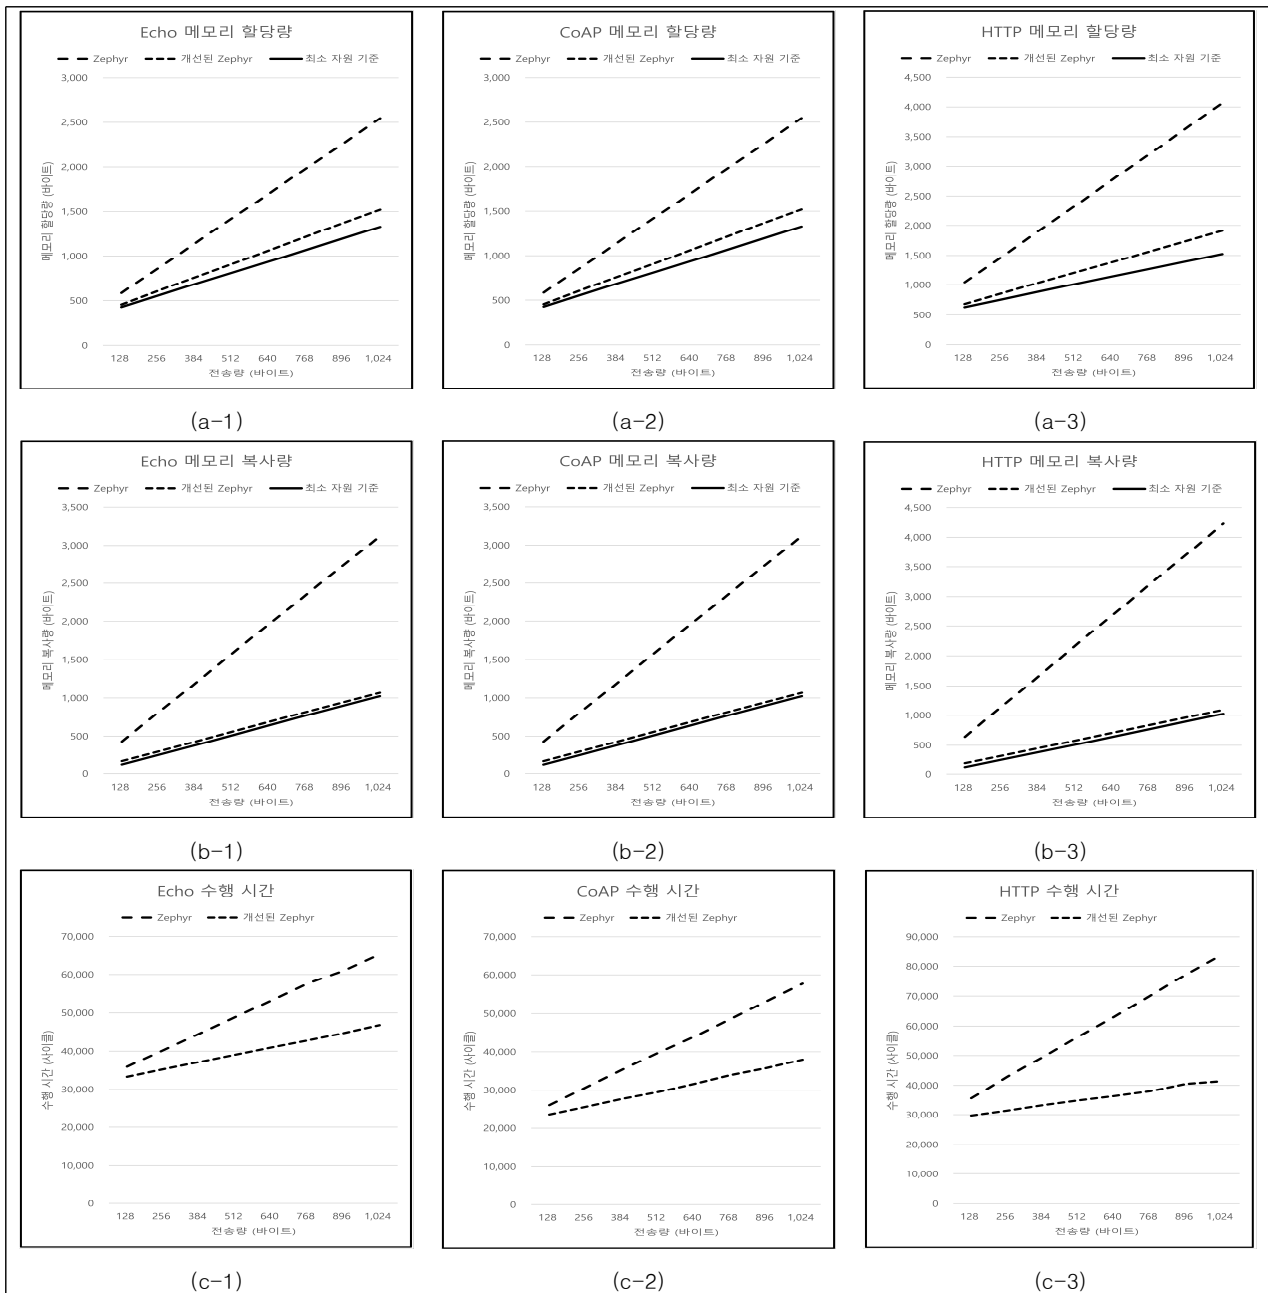 Echo 메모리 할당량
Zephyr 개선된 Zephyr 최소 자원 기준
3,000
2,500
2,000
1,500
1,000
500
0
메모리 할당량 (바이트)
128 256 384 512 640 768 896 1,024
전송량 (바이트)
(a-1)
CoAP 메모리 할당량
Zephyr 개선된 Zephyr 최소 자원 기준
3,000
2,500
2,000
1,500
1,000
500
0
메모리 할당량 (바이트)
128 256 384 512 640 768 896 1,024
전송량 (바이트)
(a-2)
HTTP 메모리 할당량
Zephyr 개선된 Zephyr 최소 자원 기준
4,500
4,000
3,500
3,000
2,500
2,000
1,500
1,000
500
0
메모리 할당량 (바이트)
128 256 384 512 640 768 896 1,024
전송량 (바이트)
(a-3)
Echo 메모리 복사량
Zephyr 개선된 Zephyr 최소 자원 기준
3,500
3,000
2,500
2,000
1,500
1,000
500
0
메모리 복사량 (바이트)
128 256 384 512 640 768 896 1,024
전송량 (바이트)
(b-1)
CoAP 메모리 복사량
Zephyr 개선된 Zephyr 최소 자원 기준
3,500
3,000
2,500
2,000
1,500
1,000
500
0
메모리 복사량 (바이트)
128 256 384 512 640 768 896 1,024
전송량 (바이트)
(b-2)
HTTP 메모리 복사량
Zephyr 개선된 Zephyr 최소 자원 기준
4,500
4,000
3,500
3,000
2,500
2,000
1,500
1,000
500
0
메모리 복사량 (바이트)
128 256 384 512 640 768 896 1,024
전송량 (바이트)
(b-3)
Echo 수행 시간
Zephyr 개선된 Zephyr
70,000
60,000
50,000
40,000
30,000
20,000
10,000
0
수행 시간 (사이클)
128 256 384 512 640 768 896 1,024
전송량 (바이트)
(c-1)
CoAP 수행 시간
Zephyr 개선된 Zephyr
70,000
60,000
50,000
40,000
30,000
20,000
10,000
0
수행 시간 (사이클)
128 256 384 512 640 768 896 1,024
전송량 (바이트)
(c-2)
HTTP 수행 시간
Zephyr 개선된 Zephyr
90,000
80,000
70,000
60,000
50,000
40,000
30,000
20,000
10,000
0
수행 시간 (사이클)
128 256 384 512 640 768 896 1,024
전송량 (바이트)
(c-3)